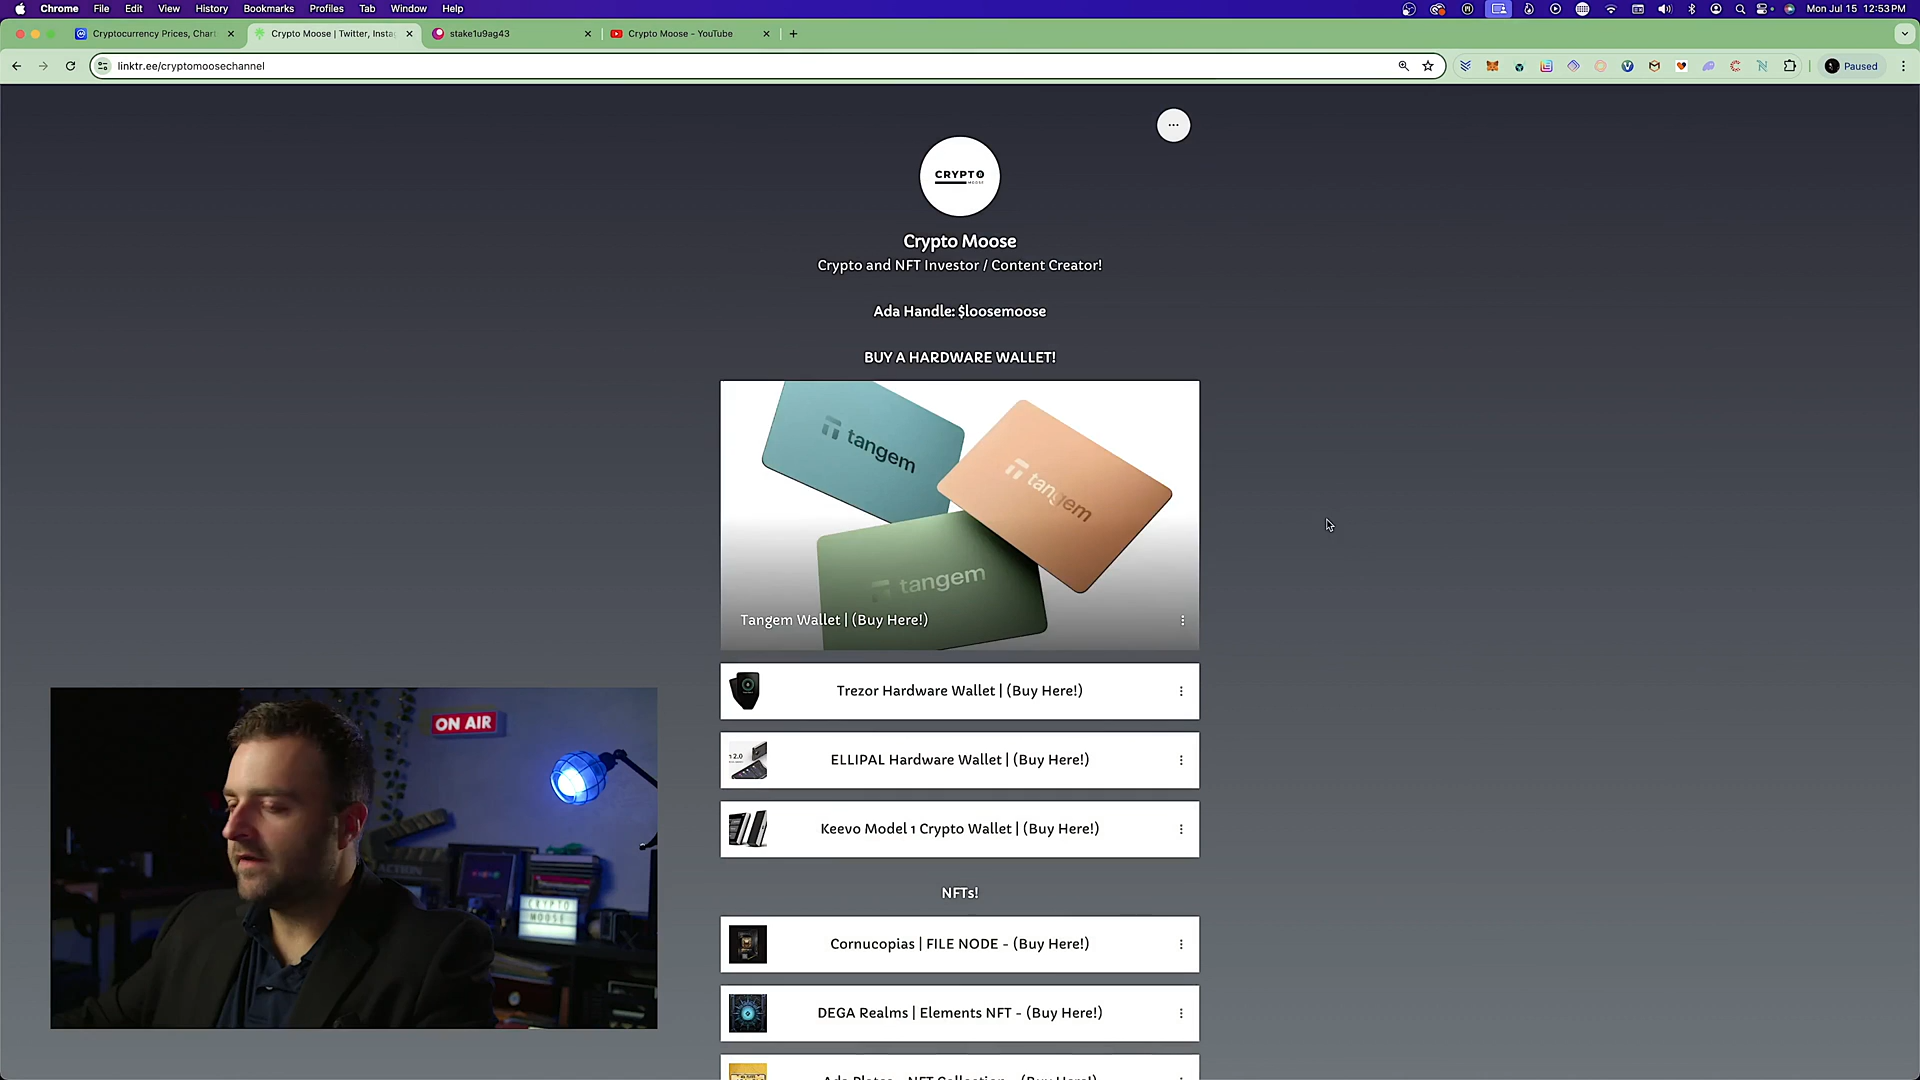 Chrome File Edit View History Bookmarks Profiles Tab Window Help
Mon Jul 15 12:53 PM
Cryptocurrency Prices, Chart
Crypto Moose | Twitter, Insta
stake1u9ag43
Crypto Moose - YouTube
linktr.ee/cryptomoosechannel
Paused
CRYPTO
MOOSE
Crypto Moose
Crypto and NFT Investor / Content Creator!
Ada Handle: $loosemoose
BUY A HARDWARE WALLET!
tangem
tangem
tangem
Tangem Wallet | (Buy Here!)
Trezor Hardware Wallet | (Buy Here!)
ELLIPAL Hardware Wallet | (Buy Here!)
Keevo Model 1 Crypto Wallet | (Buy Here!)
NFTs!
Cornucopias | FILE NODE - (Buy Here!)
DEGA Realms | Elements NFT - (Buy Here!)
ON AIR
ACTION
CRYPTO
MOOSE